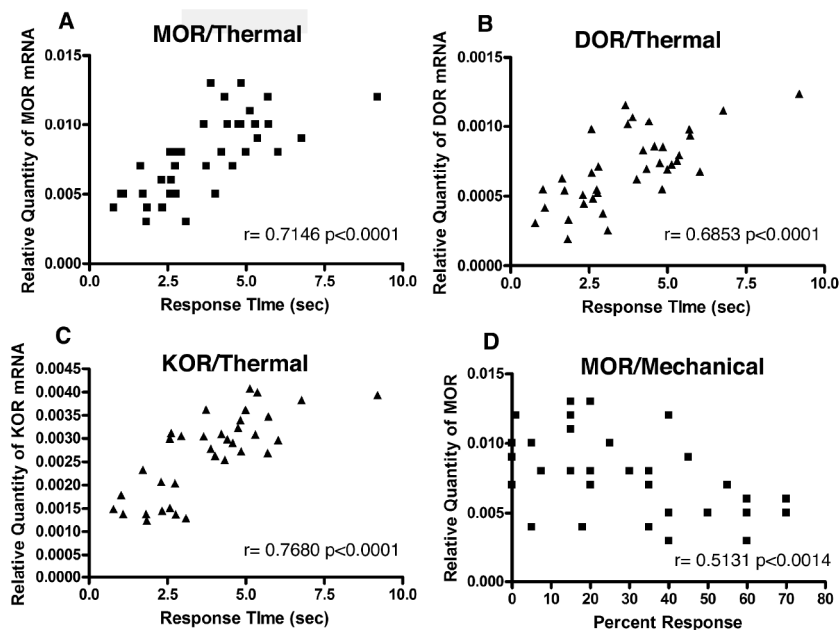 A
MOR/Thermal
Relative Quantity of MOR mRNA
0.015
0.010
0.005
0.000
0.0 2.5 5.0 7.5 10.0
Response TIme (sec)
r= 0.7146 p<0.0001
B
DOR/Thermal
Relative Quantity of DOR mRNA
0.0015
0.0010
0.0005
0.0000
0.0 2.5 5.0 7.5 10.0
Response TIme (sec)
r= 0.6853 p<0.0001
C
KOR/Thermal
Relative Quantity of KOR mRNA
0.0045
0.0040
0.0035
0.0030
0.0025
0.0020
0.0015
0.0010
0.0005
0.0000
0.0 2.5 5.0 7.5 10.0
Response TIme (sec)
r= 0.7680 p<0.0001
D
MOR/Mechanical
Relative Quantity of MOR
0.015
0.010
0.005
0.000
0 10 20 30 40 50 60 70 80
Percent Response
r= 0.5131 p<0.0014